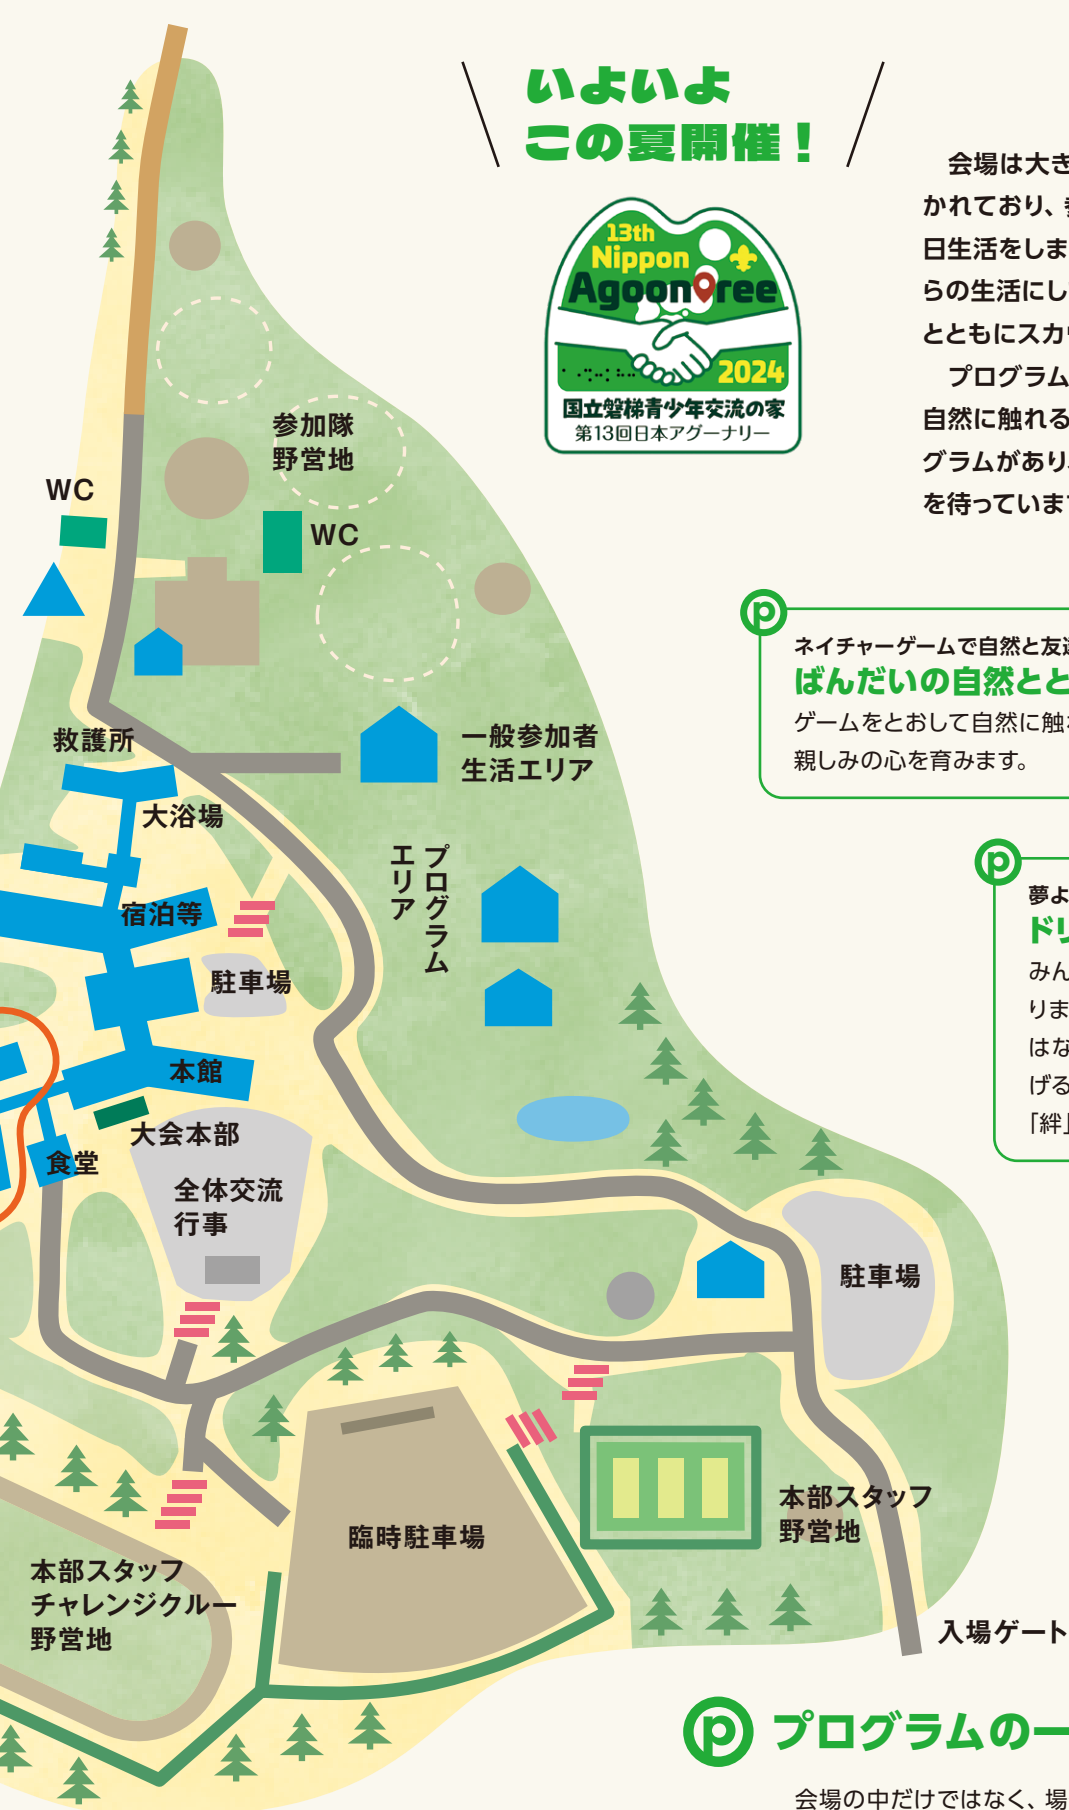 いよいよ
この夏開催！
13th
Nippon
Agoonoree
2024
国立磐梯青少年交流の家
第13回日本アグーナリー
会場は大き
かれており、
日生活をしま
らの生活にし
とともにスカ
プログラム
自然に触れる
グラムがあり
を待っていま
参加隊
野営地
WC
WC
p
ネイチャーゲームで自然と友
ばんだいの自然とと
ゲームをとおして自然に触
親しみの心を育みます。
救護所
一般参加者
生活エリア
大浴場
プログラム
エリア
p
夢よ
ドリ
みん
りま
はな
げる
「絆」
宿泊等
駐車場
本館
大会本部
食堂
全体交流
行事
駐車場
本部スタッフ
野営地
臨時駐車場
本部スタッフ
チャレンジクルー
野営地
入場ゲート
p プログラムの一
会場の中だけではなく、場